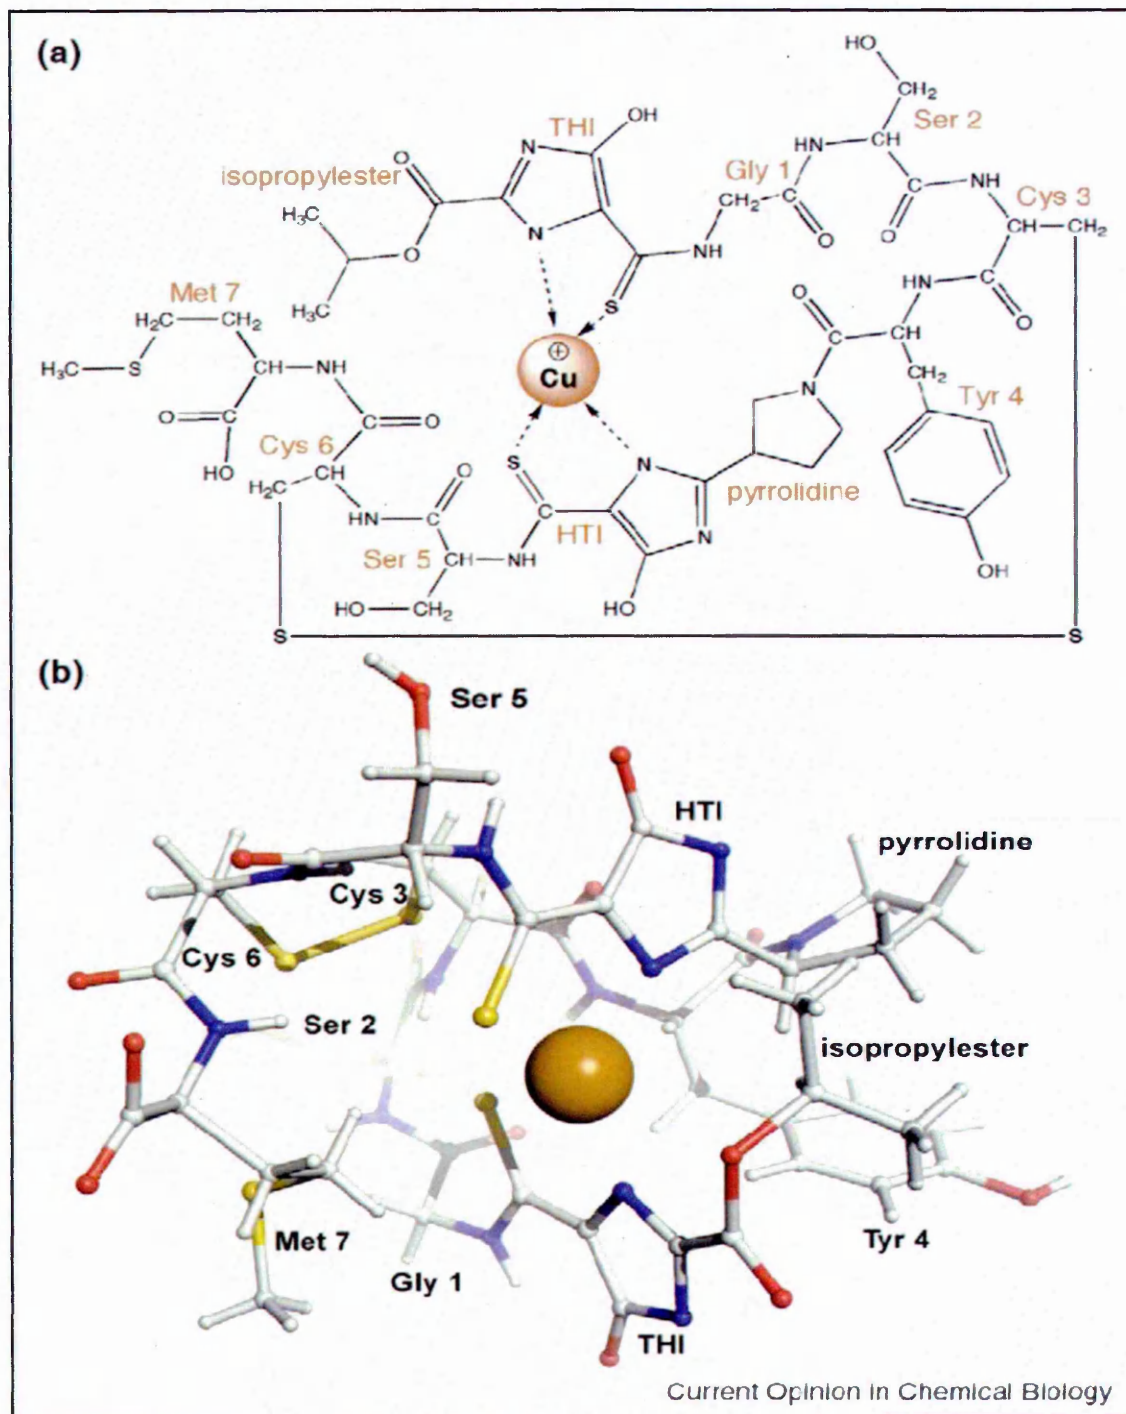 (a)
HO
CH₂
Ser 2
THI
OH
N
HN
CH
isopropylester
O
Gly 1
C
C
NH
Cys 3
H₃C
C
N
CH₂
O
O
CH
CH₂
O
C
NH
HN
C
Met 7
H₃C
S
O
O
H₂C
CH₂
⊕
Cu
C
CH
H₃C
S
CH
NH
N
CH₂
Tyr 4
O
C
C
O
S
N
pyrrolidine
HO
Cys 6
CH
O
H₂C
HN
C
C
HTI
N
Ser 5
CH
NH
OH
HO
CH₂
HO
S
S
(b)
Ser 5
HTI
pyrrolidine
Cys 3
Cys 6
Ser 2
isopropylester
Met 7
Tyr 4
Gly 1
THI
Current Opinion in Chemical Biology